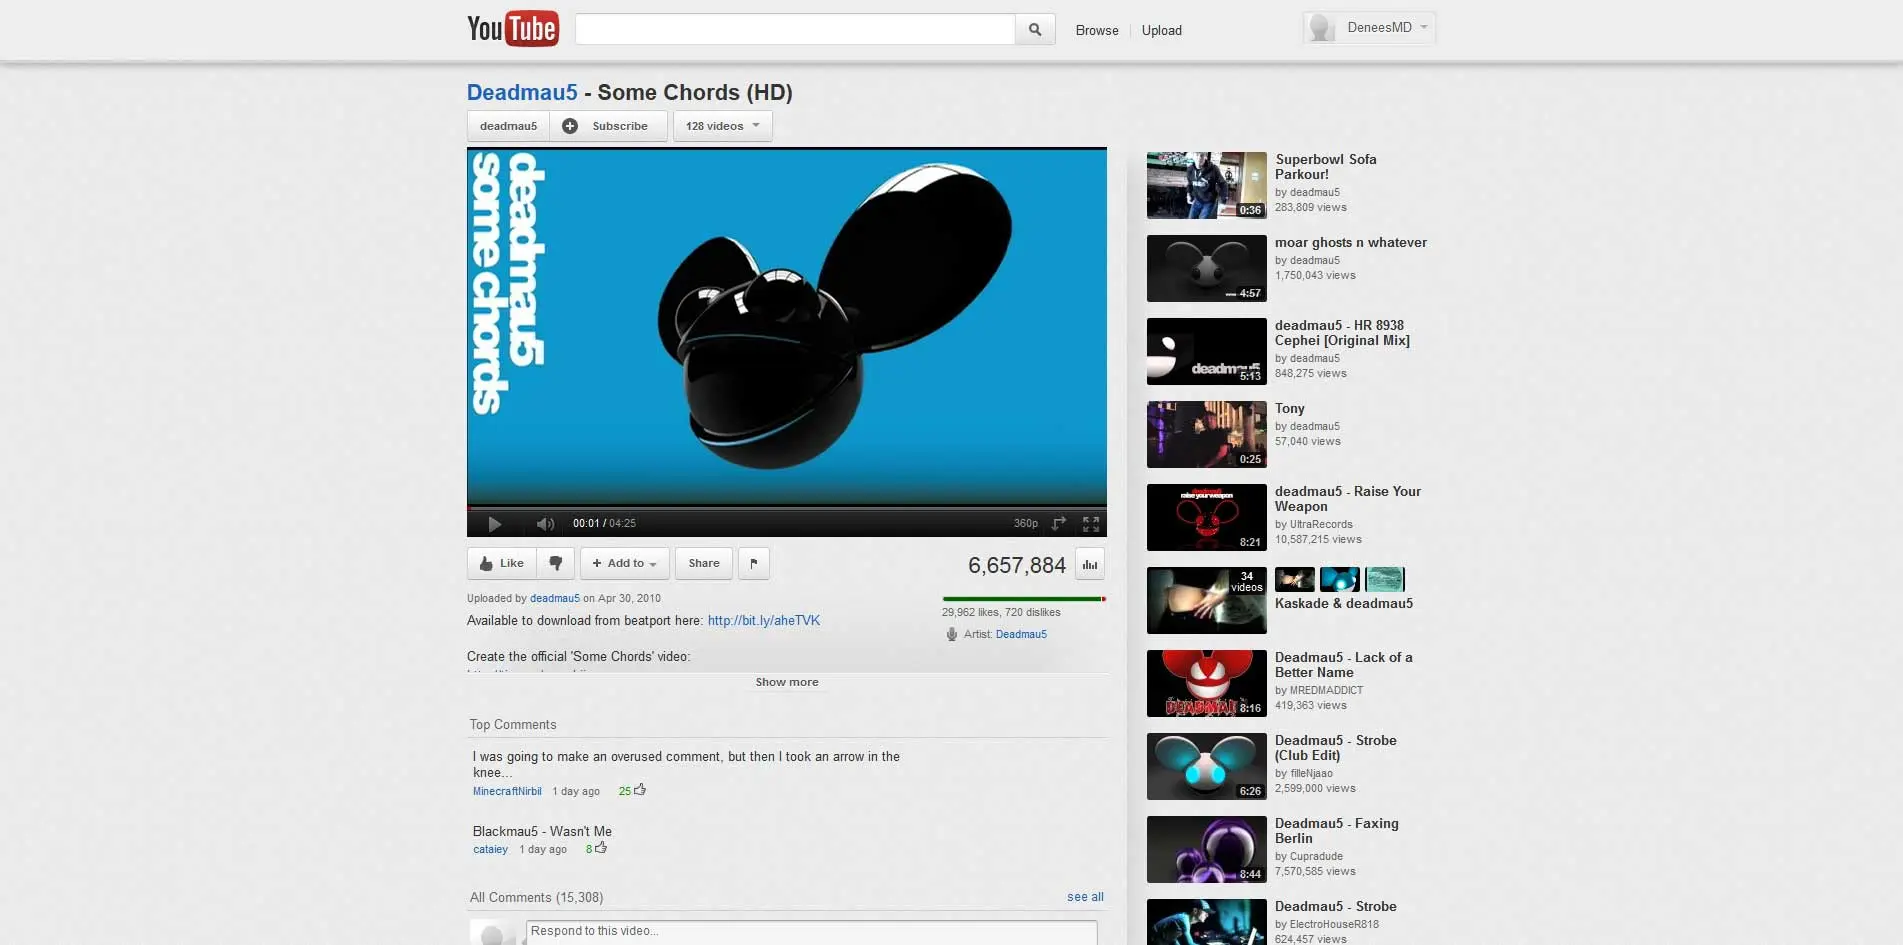 YouTube
Browse
Upload
DeneesMD
Deadmau5 - Some Chords (HD)
deadmau5
Subscribe
128 videos
deadmau5
some chords
00:01 / 04:25
360p
Like
+ Add to
Share
6,657,884
Uploaded by deadmau5 on Apr 30, 2010
29,962 likes, 720 dislikes
Available to download from beatport here: http://bit.ly/aheTVK
Artist: Deadmau5
Create the official 'Some Chords' video:
Show more
Top Comments
I was going to make an overused comment, but then I took an arrow in the
knee...
MinecraftNirbil 1 day ago 25
Blackmau5 - Wasn't Me
cataiey 1 day ago 8
All Comments (15,308)
see all
Respond to this video...
0:36
Superbowl Sofa
Parkour!
by deadmau5
283,809 views
4:57
moar ghosts n whatever
by deadmau5
1,750,043 views
deadmau5
5:13
deadmau5 - HR 8938
Cephei [Original Mix]
by deadmau5
848,275 views
0:25
Tony
by deadmau5
57,040 views
deadmau5
raise your weapon
8:21
deadmau5 - Raise Your
Weapon
by UltraRecords
10,587,215 views
34
videos
Kaskade & deadmau5
DEADMAU
8:16
Deadmau5 - Lack of a
Better Name
by MREDMADDICT
419,363 views
6:26
Deadmau5 - Strobe
(Club Edit)
by filleNjaao
2,599,000 views
8:44
Deadmau5 - Faxing
Berlin
by Cupradude
7,570,585 views
Deadmau5 - Strobe
by ElectroHouseR818
624,457 views